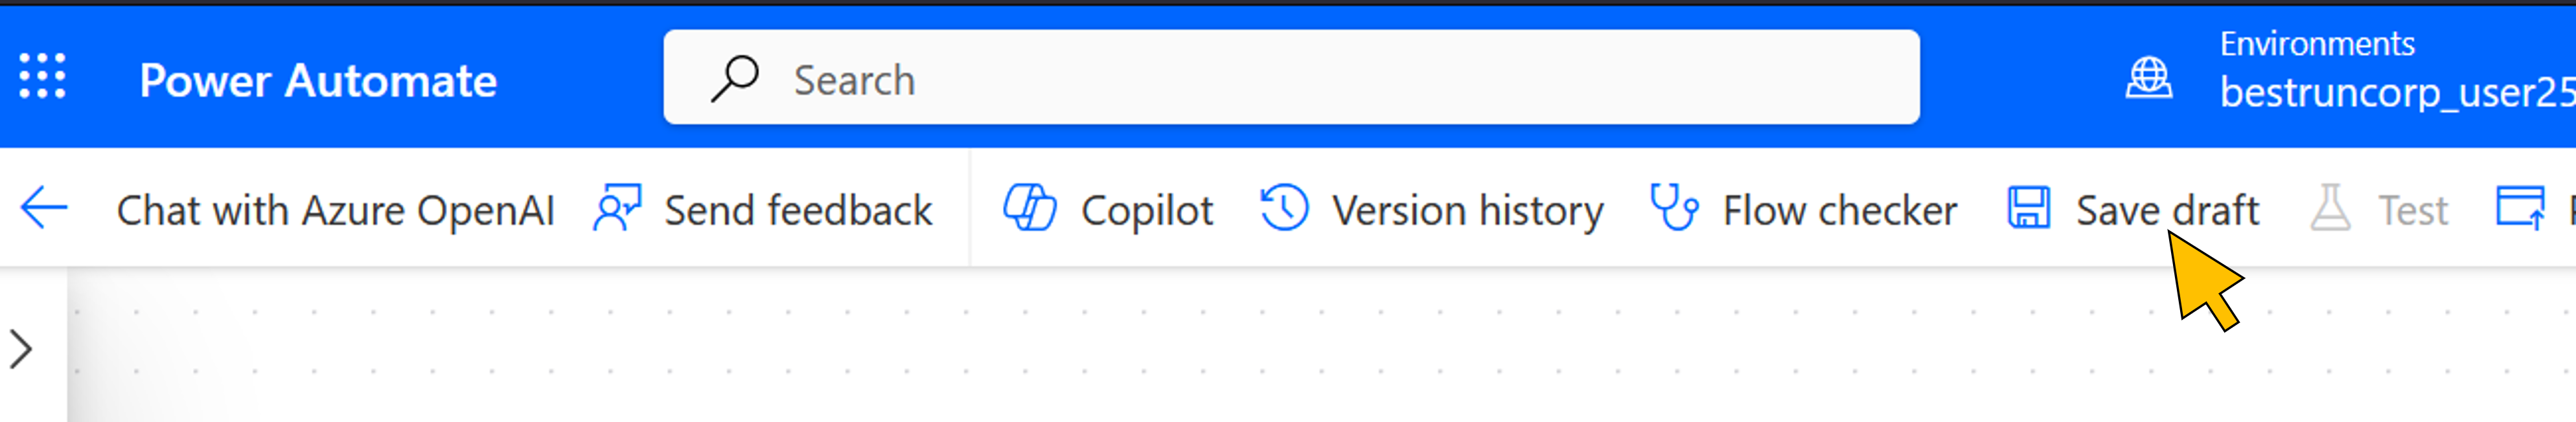 Power Automate
Search
Environments
bestruncorp_user25
Chat with Azure OpenAI
Send feedback
Copilot
Version history
Flow checker
Save draft
Test